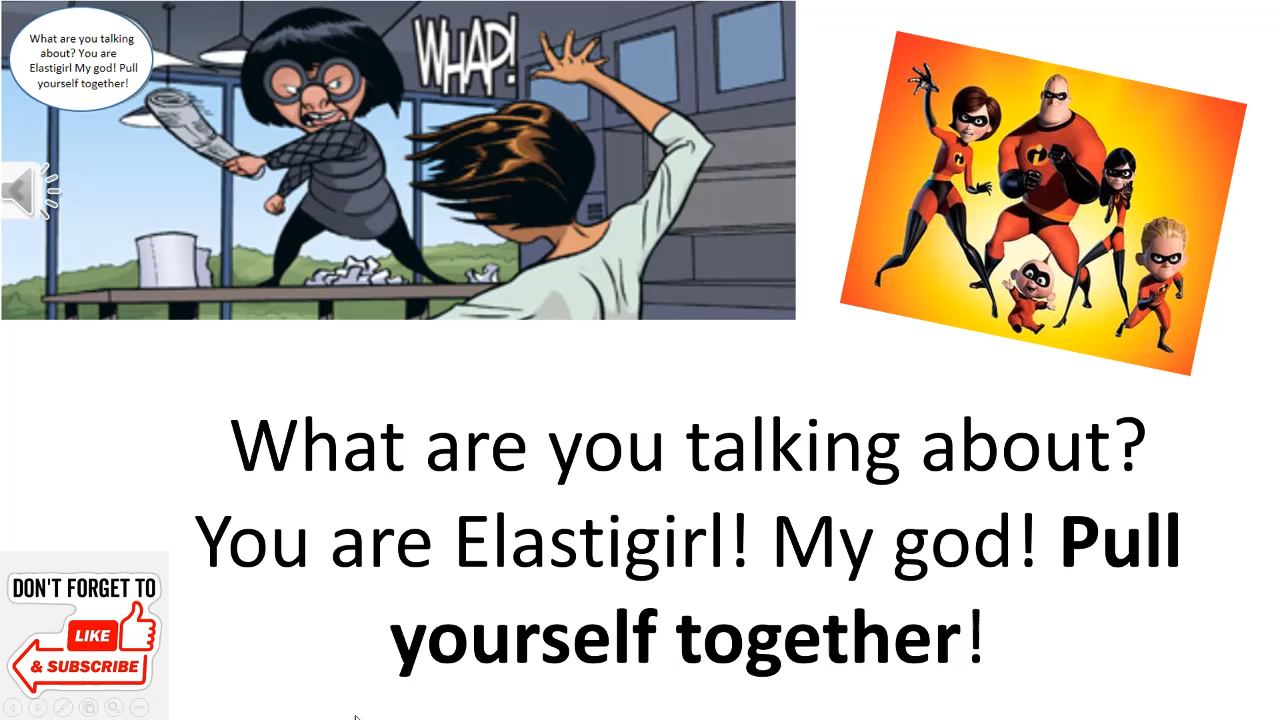 What are you talking
about? You are
Elastigirl My god! Pull
yourself together!
WHAP!
What are you talking about?
You are Elastigirl! My god! Pull
yourself together!
DON'T FORGET TO
LIKE
& SUBSCRIBE